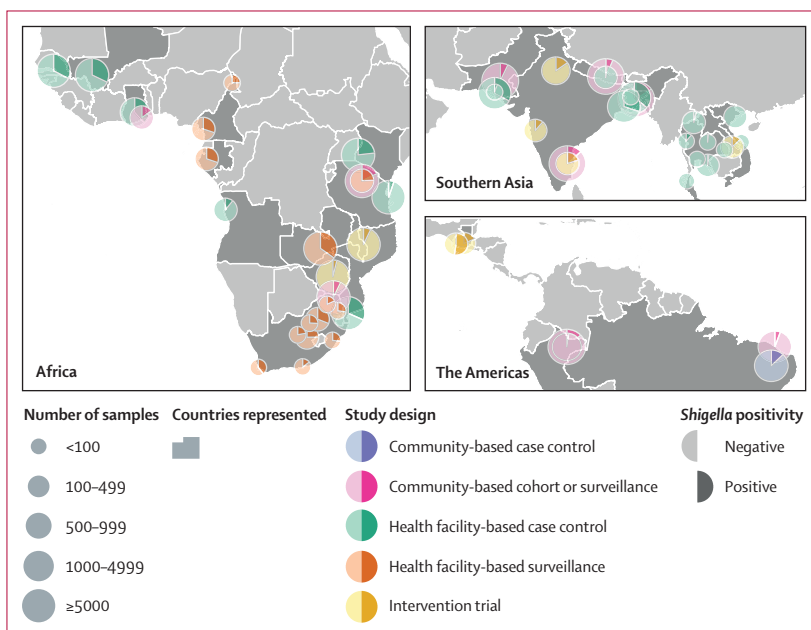 Africa
Southern Asia
The Americas
Number of samples
<100
100–499
500–999
1000–4999
≥5000
Countries represented
Study design
Community-based case control
Community-based cohort or surveillance
Health facility-based case control
Health facility-based surveillance
Intervention trial
Shigella positivity
Negative
Positive